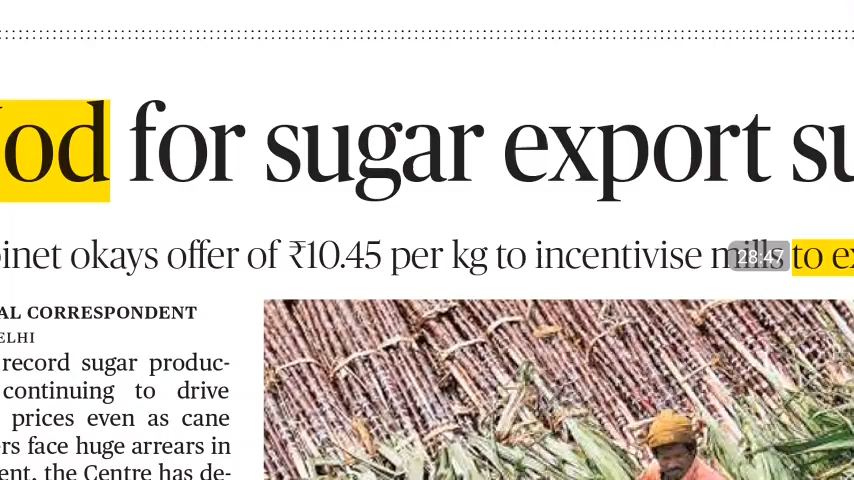 od for sugar export su
binet okays offer of ₹10.45 per kg to incentivise mills to ex
28:47
AL CORRESPONDENT
ELHI
record sugar produc-
continuing to drive
prices even as cane
rs face huge arrears in
ent, the Centre has de-